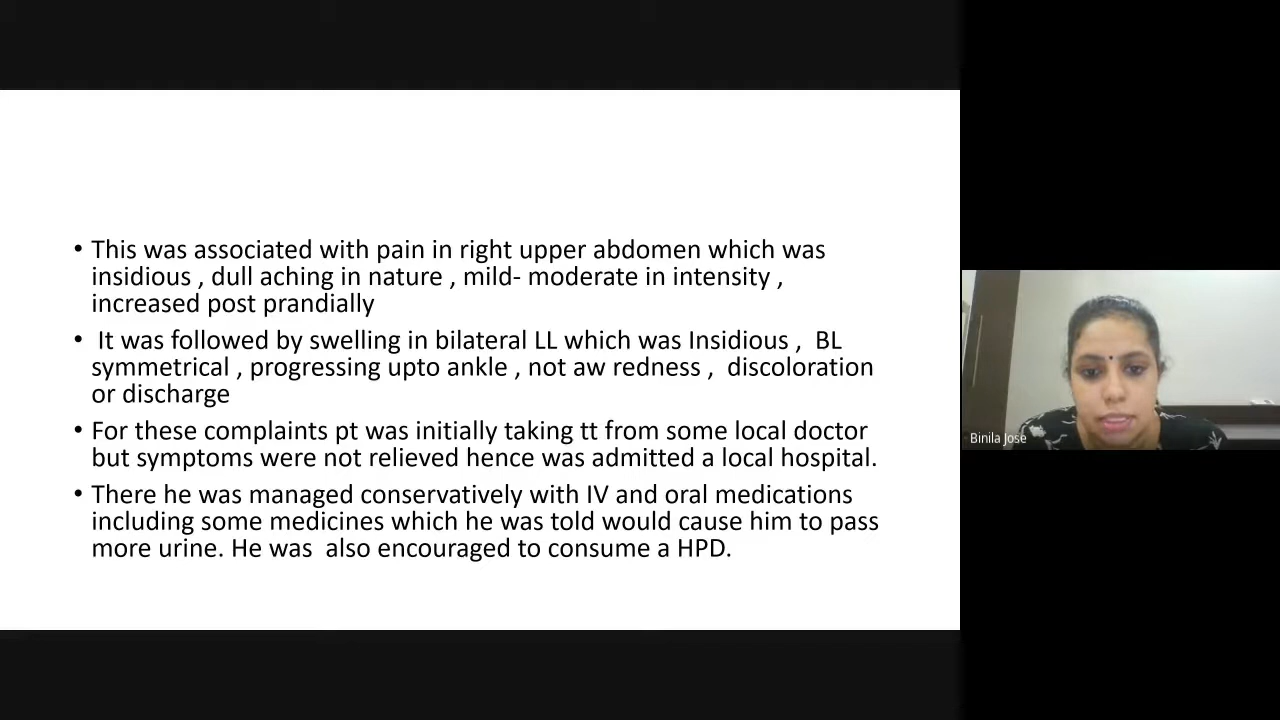 • This was associated with pain in right upper abdomen which was
insidious , dull aching in nature , mild- moderate in intensity ,
increased post prandially
• It was followed by swelling in bilateral LL which was Insidious , BL
symmetrical , progressing upto ankle , not aw redness , discoloration
or discharge
• For these complaints pt was initially taking tt from some local doctor
but symptoms were not relieved hence was admitted a local hospital.
• There he was managed conservatively with IV and oral medications
including some medicines which he was told would cause him to pass
more urine. He was also encouraged to consume a HPD.
Binila Jose